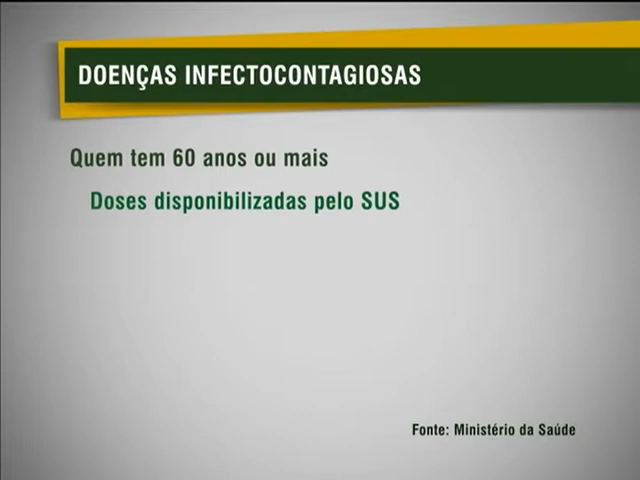 DOENÇAS INFECTOCONTAGIOSAS
Quem tem 60 anos ou mais
Doses disponibilizadas pelo SUS
Fonte: Ministério da Saúde